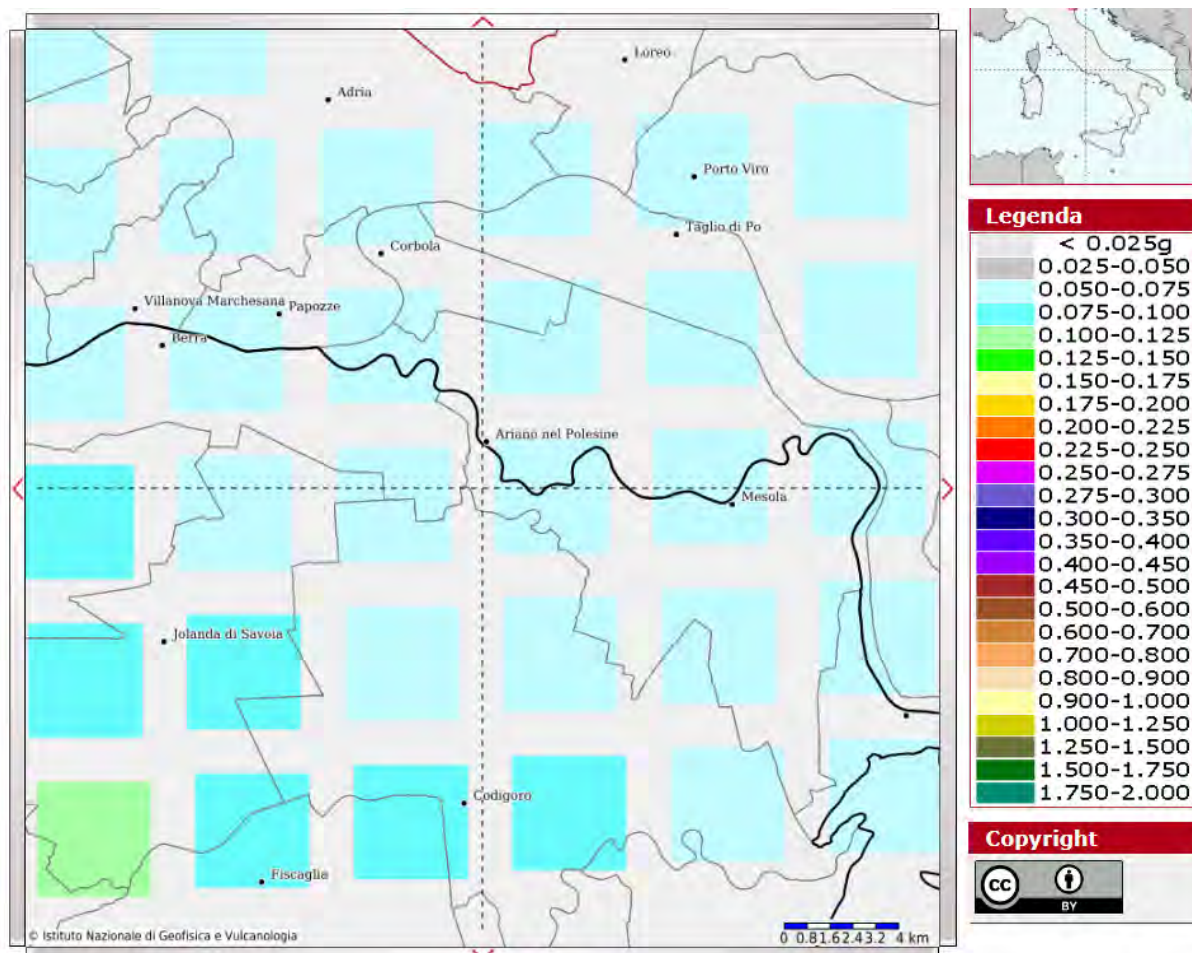 Loreo
Adria
Porto Viro
Taglio di Po
Corbola
Villanova Marchesana
Papozze
Berra
Ariano nel Polesine
Mesola
Jolanda di Savoia
Codigoro
Fiscaglia
© Istituto Nazionale di Geofisica e Vulcanologia
0 0.81.62.43.2 4 km
Legenda
< 0.025g
0.025-0.050
0.050-0.075
0.075-0.100
0.100-0.125
0.125-0.150
0.150-0.175
0.175-0.200
0.200-0.225
0.225-0.250
0.250-0.275
0.275-0.300
0.300-0.350
0.350-0.400
0.400-0.450
0.450-0.500
0.500-0.600
0.600-0.700
0.700-0.800
0.800-0.900
0.900-1.000
1.000-1.250
1.250-1.500
1.500-1.750
1.750-2.000
Copyright
cc
BY